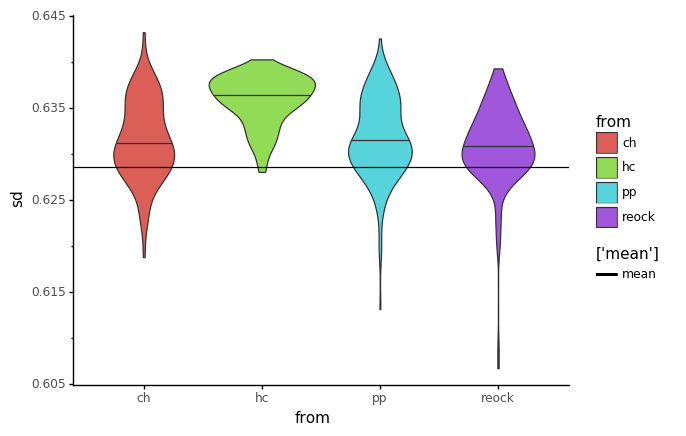 0.645
0.635
0.625
0.615
0.605
sd
ch
hc
pp
reock
from
from
ch
hc
pp
reock
['mean']
mean